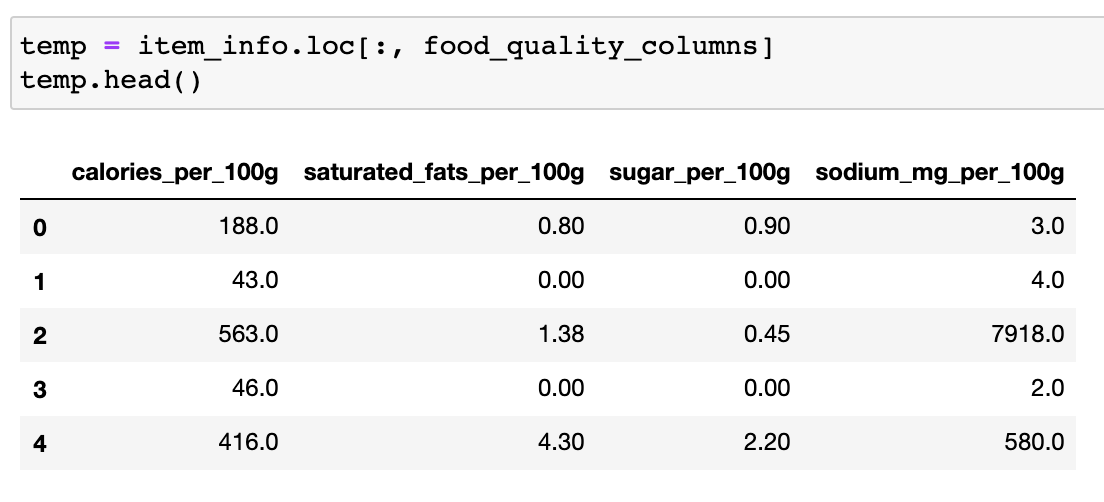 temp = item_info.loc[:, food_quality_columns]
temp.head()
calories_per_100g saturated_fats_per_100g sugar_per_100g sodium_mg_per_100g
0 188.0 0.80 0.90 3.0
1 43.0 0.00 0.00 4.0
2 563.0 1.38 0.45 7918.0
3 46.0 0.00 0.00 2.0
4 416.0 4.30 2.20 580.0